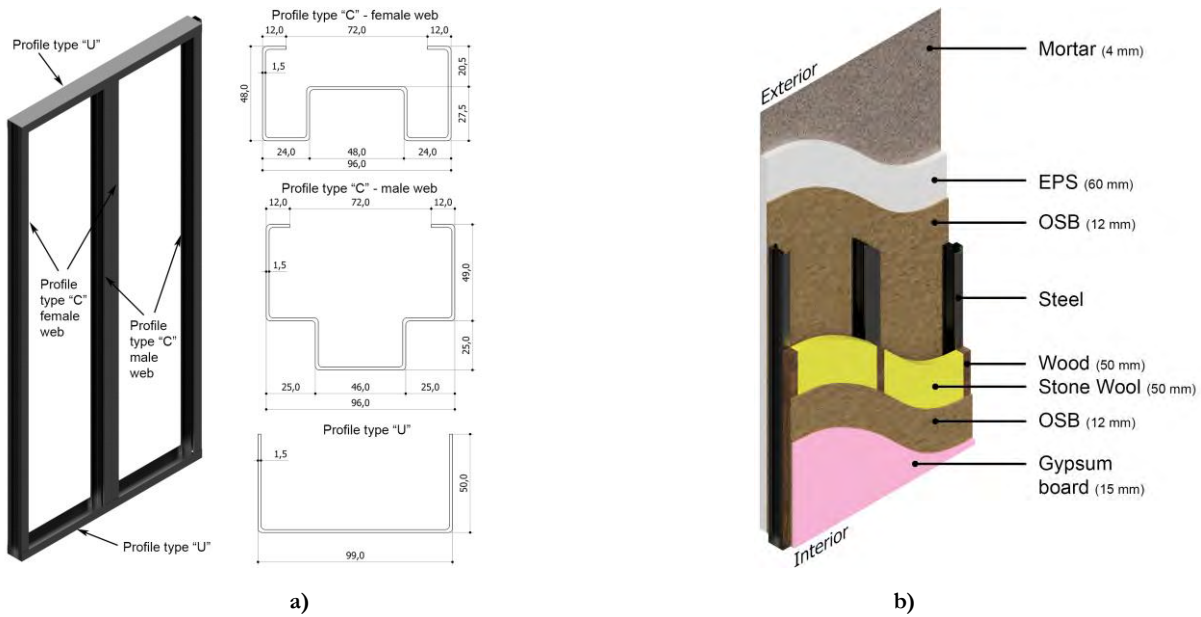 Profile type "U"
Profile
type "C"
female
web
Profile
type "C"
male
web
Profile type "U"
Profile type "C" - female web
12,0 72,0 12,0
1,5
48,0
20,5
27,5
24,0 48,0 24,0
96,0
Profile type "C" - male web
12,0 72,0 12,0
1,5
49,0
25,0
25,0 46,0 25,0
96,0
Profile type "U"
1,5
50,0
99,0
a)
Exterior
Mortar (4 mm)
EPS (60 mm)
OSB (12 mm)
Steel
Wood (50 mm)
Stone Wool (50 mm)
OSB (12 mm)
Gypsum
board (15 mm)
Interior
b)